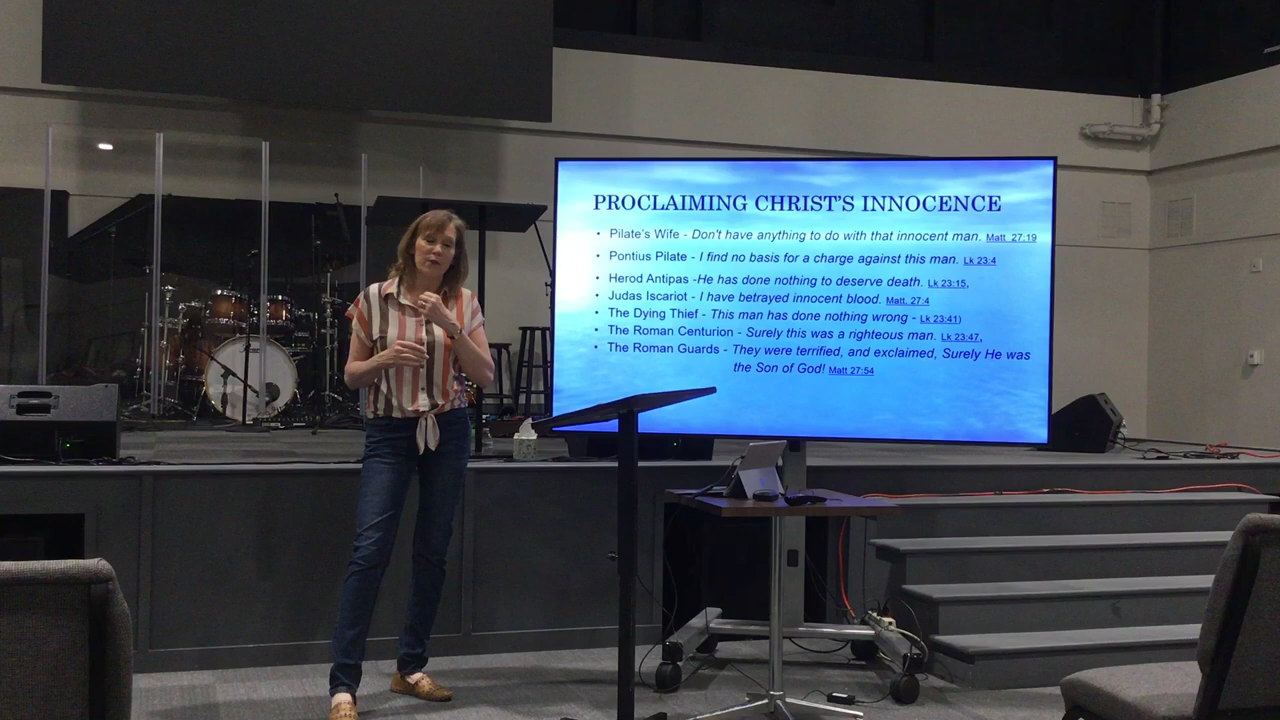 PROCLAIMING CHRIST'S INNOCENCE
• Pilate's Wife - Don't have anything to do with that innocent man. Matt 27:19
• Pontius Pilate - I find no basis for a charge against this man. Lk 23:4
• Herod Antipas -He has done nothing to deserve death. Lk 23:15,
• Judas Iscariot - I have betrayed innocent blood. Matt. 27:4
• The Dying Thief - This man has done nothing wrong - Lk 23:41)
• The Roman Centurion - Surely this was a righteous man. Lk 23:47,
• The Roman Guards - They were terrified, and exclaimed, Surely He was
the Son of God! Matt 27:54